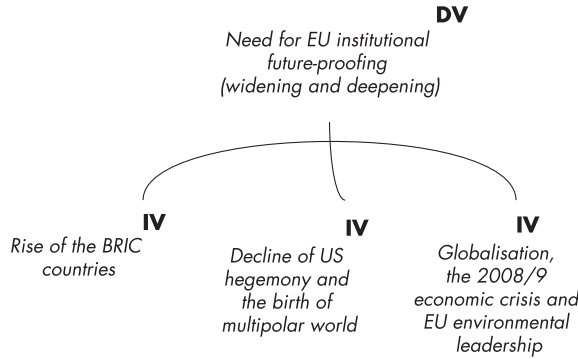 DV
Need for EU institutional
future-proofing
(widening and deepening)
IV
Rise of the BRIC
countries
IV
Decline of US
hegemony and
the birth of
multipolar world
IV
Globalisation,
the 2008/9
economic crisis and
EU environmental
leadership